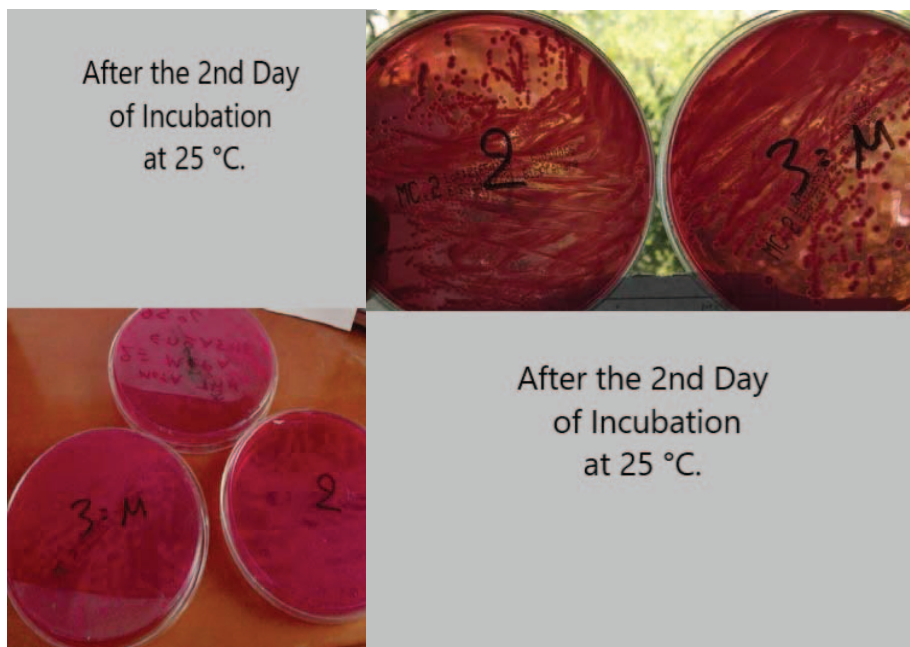 After the 2nd Day
of Incubation
at 25 °C.
2
MC.2
3=M
MC.2
3=M
2
After the 2nd Day
of Incubation
at 25 °C.